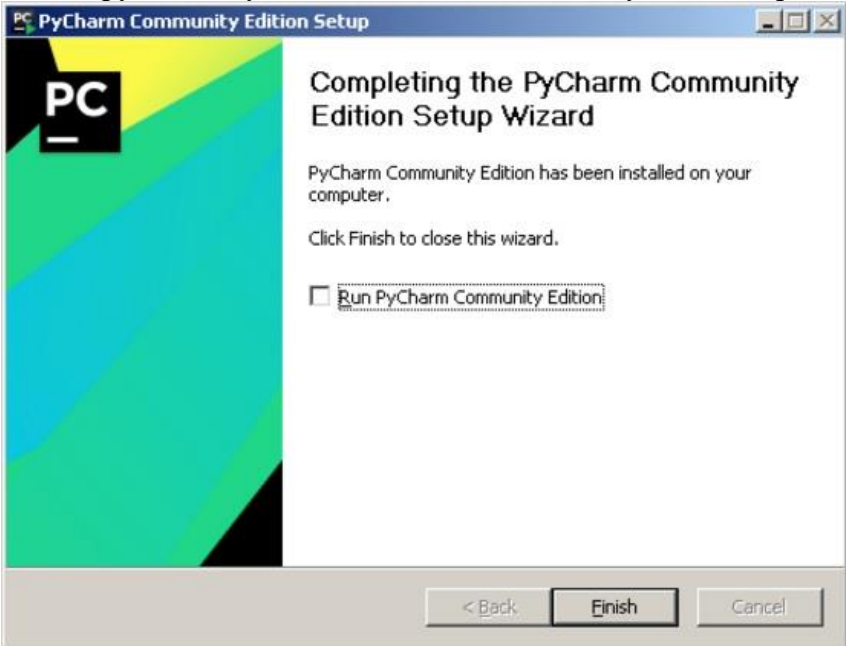 PyCharm Community Edition Setup
PC
Completing the PyCharm Community
Edition Setup Wizard
PyCharm Community Edition has been installed on your
computer.
Click Finish to close this wizard.
Run PyCharm Community Edition
< Back
Finish
Cancel